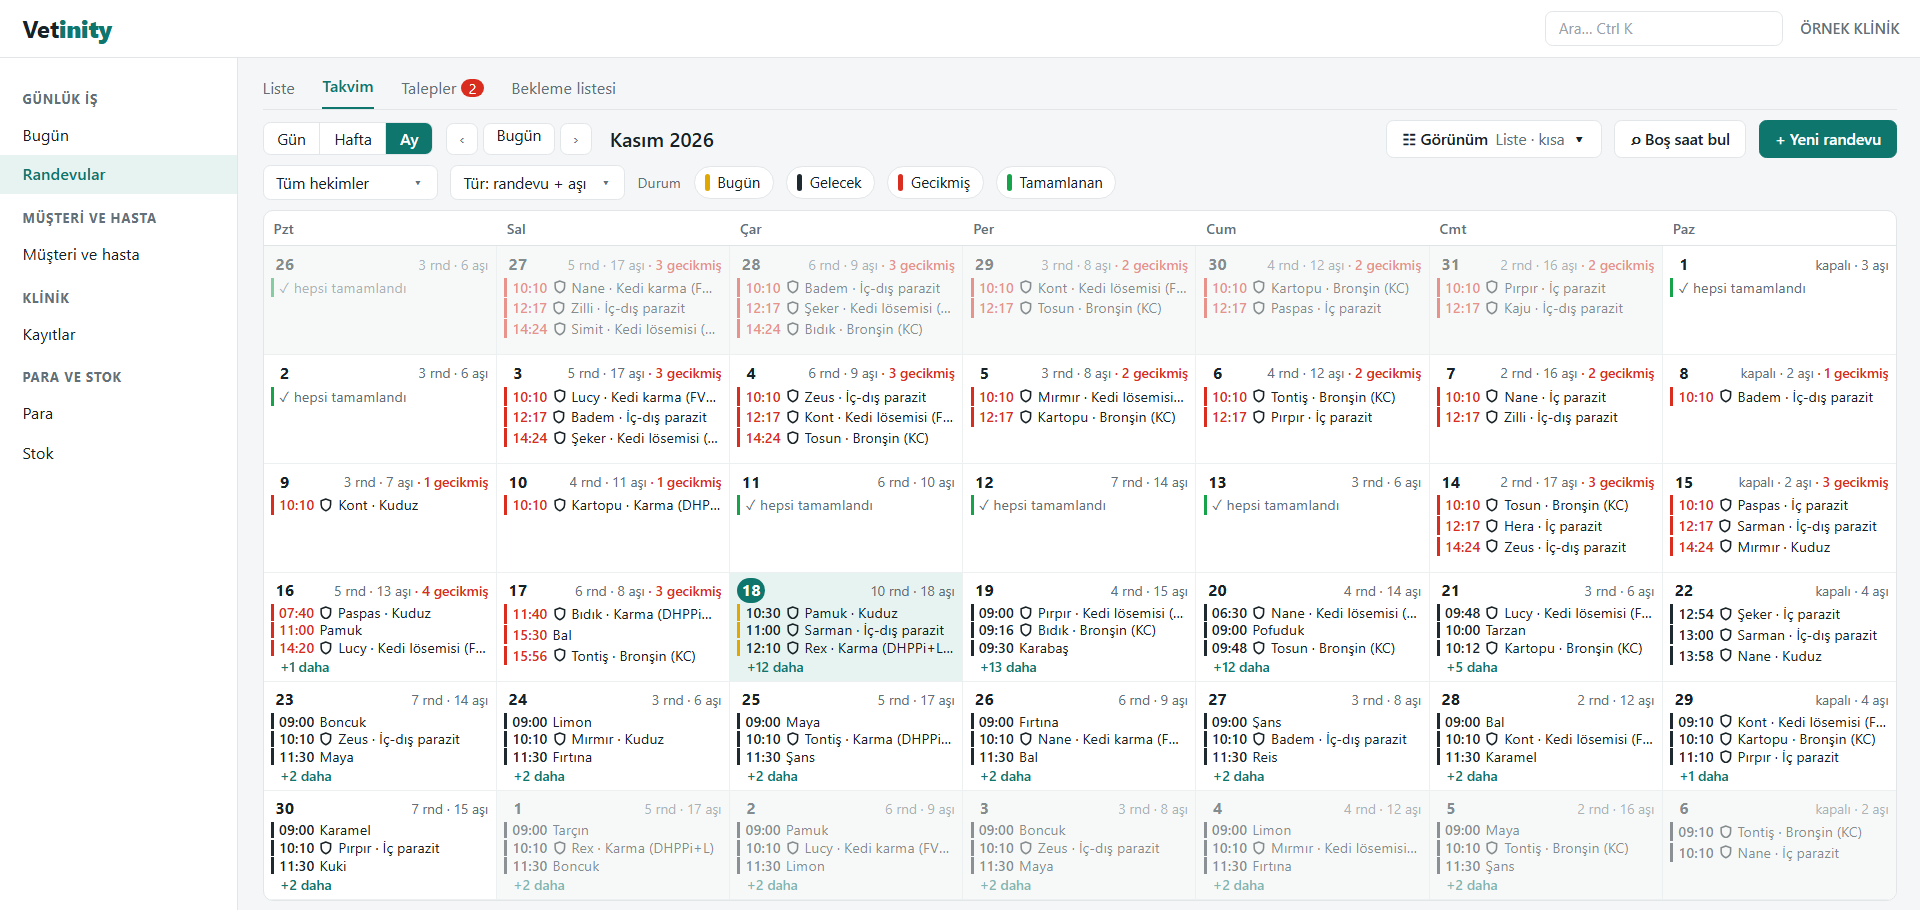 Vetinity
Ara... Ctrl K
ÖRNEK KLİNİK
GÜNLÜK İŞ
Bugün
Randevular
MÜŞTERİ VE HASTA
Müşteri ve hasta
KLİNİK
Kayıtlar
PARA VE STOK
Para
Stok
Liste Takvim Talepler 2 Bekleme listesi
Gün Hafta Ay ‹ Bugün › Kasım 2026
Görünüm Liste · kısa ▼
Boş saat bul
+ Yeni randevu
Tüm hekimler ▼ Tür: randevu + aşı ▼ Durum Bugün Gelecek Gecikmiş Tamamlanan
Pzt Sal Çar Per Cum Cmt Paz
26 3 rnd · 6 aşı
✓ hepsi tamamlandı
27 5 rnd · 17 aşı · 3 gecikmiş
10:10 Nane · Kedi karma (F...
12:17 Zilli · İç-dış parazit
14:24 Simit · Kedi lösemisi (...
28 6 rnd · 9 aşı · 3 gecikmiş
10:10 Badem · İç-dış parazit
12:17 Şeker · Kedi lösemisi (...
14:24 Bıdık · Bronşin (KC)
29 3 rnd · 8 aşı · 2 gecikmiş
10:10 Kont · Kedi lösemisi (F...
12:17 Tosun · Bronşin (KC)
30 4 rnd · 12 aşı · 2 gecikmiş
10:10 Kartopu · Bronşin (KC)
12:17 Paspas · İç parazit
31 2 rnd · 16 aşı · 2 gecikmiş
10:10 Pırpır · İç parazit
12:17 Kaju · İç-dış parazit
1 kapalı · 3 aşı
✓ hepsi tamamlandı
2 3 rnd · 6 aşı
✓ hepsi tamamlandı
3 5 rnd · 17 aşı · 3 gecikmiş
10:10 Lucy · Kedi karma (FV...
12:17 Badem · İç-dış parazit
14:24 Şeker · Kedi lösemisi (...
4 6 rnd · 9 aşı · 3 gecikmiş
10:10 Zeus · İç-dış parazit
12:17 Kont · Kedi lösemisi (F...
14:24 Tosun · Bronşin (KC)
5 3 rnd · 8 aşı · 2 gecikmiş
10:10 Mırmır · Kedi lösemisi...
12:17 Kartopu · Bronşin (KC)
6 4 rnd · 12 aşı · 2 gecikmiş
10:10 Tontiş · Bronşin (KC)
12:17 Pırpır · İç parazit
7 2 rnd · 16 aşı · 2 gecikmiş
10:10 Nane · İç parazit
12:17 Zilli · İç-dış parazit
8 kapalı · 2 aşı · 1 gecikmiş
10:10 Badem · İç-dış parazit
9 3 rnd · 7 aşı · 1 gecikmiş
10:10 Kont · Kuduz
10 4 rnd · 11 aşı · 1 gecikmiş
10:10 Kartopu · Karma (DHP...
11 6 rnd · 10 aşı
✓ hepsi tamamlandı
12 7 rnd · 14 aşı
✓ hepsi tamamlandı
13 3 rnd · 6 aşı
✓ hepsi tamamlandı
14 2 rnd · 17 aşı · 3 gecikmiş
10:10 Tosun · Bronşin (KC)
12:17 Hera · İç parazit
14:24 Zeus · İç-dış parazit
15 kapalı · 2 aşı · 3 gecikmiş
10:10 Paspas · İç parazit
12:17 Sarman · İç-dış parazit
14:24 Mırmır · Kuduz
16 5 rnd · 13 aşı · 4 gecikmiş
07:40 Paspas · Kuduz
11:00 Pamuk
14:20 Lucy · Kedi lösemisi (F...
+1 daha
17 6 rnd · 8 aşı · 3 gecikmiş
11:40 Bıdık · Karma (DHPPi...
15:30 Bal
15:56 Tontiş · Bronşin (KC)
18 10 rnd · 18 aşı
10:30 Pamuk · Kuduz
11:00 Sarman · İç-dış parazit
12:10 Rex · Karma (DHPPi+L...
+12 daha
19 4 rnd · 15 aşı
09:00 Pırpır · Kedi lösemisi (...
09:16 Bıdık · Bronşin (KC)
09:30 Karabaş
+13 daha
20 4 rnd · 14 aşı
06:30 Nane · Kedi lösemisi (...
09:00 Pofuduk
09:48 Tosun · Bronşin (KC)
+12 daha
21 3 rnd · 6 aşı
09:48 Lucy · Kedi lösemisi (F...
10:00 Tarzan
10:12 Kartopu · Bronşin (KC)
+5 daha
22 kapalı · 4 aşı
12:54 Şeker · İç parazit
13:00 Sarman · İç-dış parazit
13:58 Nane · Kuduz
23 7 rnd · 14 aşı
09:00 Boncuk
10:10 Zeus · İç-dış parazit
11:30 Maya
+2 daha
24 3 rnd · 6 aşı
09:00 Limon
10:10 Mırmır · Kuduz
11:30 Fırtına
+2 daha
25 5 rnd · 17 aşı
09:00 Maya
10:10 Tontiş · Karma (DHPPi...
11:30 Şans
+2 daha
26 6 rnd · 9 aşı
09:00 Fırtına
10:10 Nane · Kedi karma (F...
11:30 Bal
+2 daha
27 3 rnd · 8 aşı
09:00 Şans
10:10 Badem · İç-dış parazit
11:30 Reis
+2 daha
28 2 rnd · 12 aşı
09:00 Bal
10:10 Kont · Kedi lösemisi (F...
11:30 Karamel
+2 daha
29 kapalı · 4 aşı
09:10 Kont · Kedi lösemisi (F...
10:10 Kartopu · Bronşin (KC)
11:10 Pırpır · İç parazit
+1 daha
30 7 rnd · 15 aşı
09:00 Karamel
10:10 Pırpır · İç parazit
11:30 Kuki
+2 daha
1 5 rnd · 17 aşı
09:00 Tarçın
10:10 Rex · Karma (DHPPi+L)
11:30 Boncuk
+2 daha
2 6 rnd · 9 aşı
09:00 Pamuk
10:10 Lucy · Kedi karma (FV...
11:30 Limon
+2 daha
3 3 rnd · 8 aşı
09:00 Boncuk
10:10 Zeus · İç-dış parazit
11:30 Maya
+2 daha
4 4 rnd · 12 aşı
09:00 Limon
10:10 Mırmır · Kedi lösemisi...
11:30 Fırtına
+2 daha
5 2 rnd · 16 aşı
09:00 Maya
10:10 Tontiş · Bronşin (KC)
11:30 Şans
+2 daha
6 kapalı · 2 aşı
09:10 Tontiş · Bronşin (KC)
10:10 Nane · İç parazit